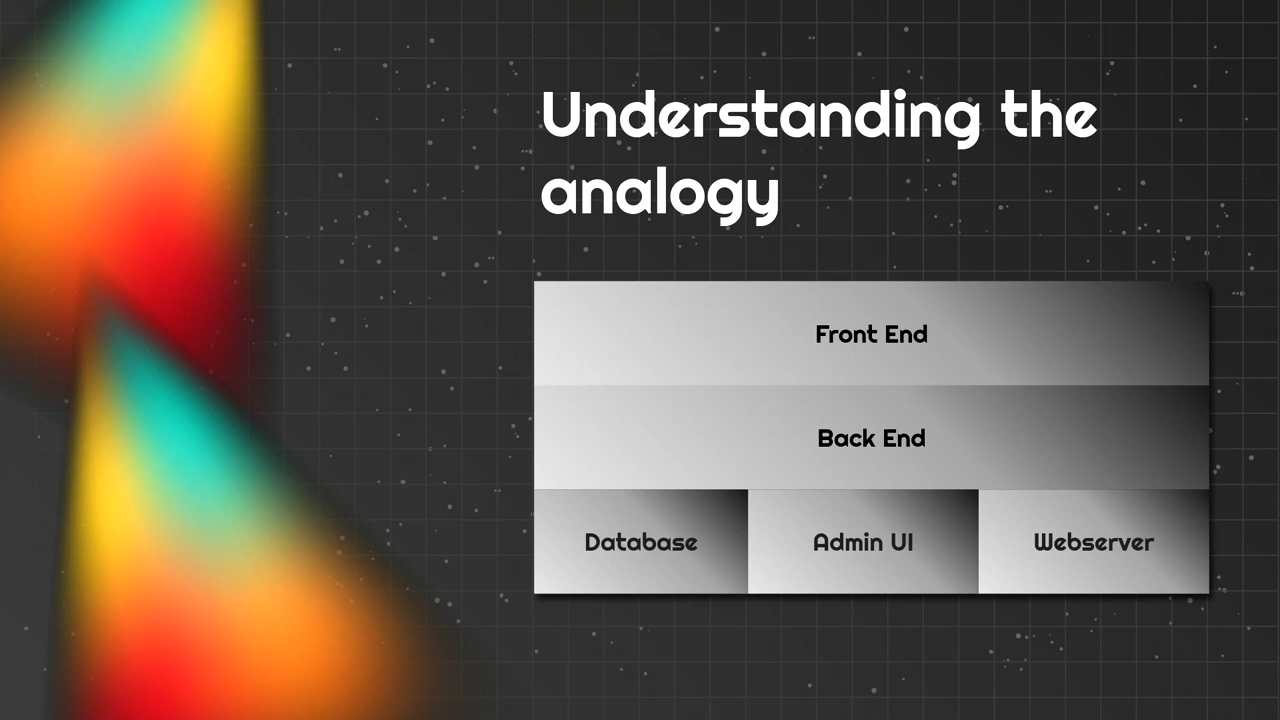 Understanding the
analogy
Front End
Back End
Database
Admin UI
Webserver